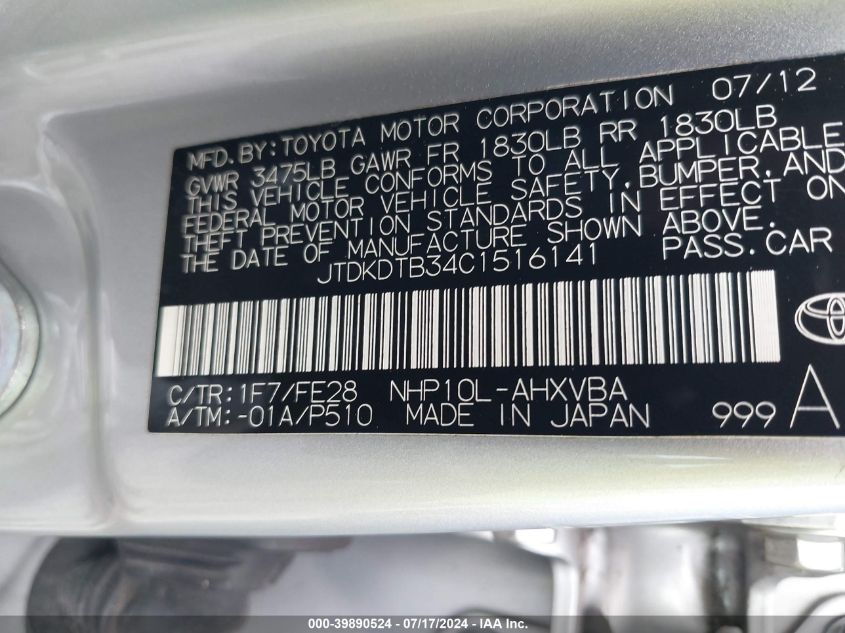 MFD. BY: TOYOTA MOTOR CORPORATION 07/12
GVWR 3475LB GAWR FR 1830LB RR 1830LB
THIS VEHICLE CONFORMS TO ALL APPLICABLE
FEDERAL MOTOR VEHICLE SAFETY, BUMPER, AND
THEFT PREVENTION STANDARDS IN EFFECT ON
THE DATE OF MANUFACTURE SHOWN ABOVE.
JTDKDTB34C1516141 PASS. CAR
C/TR: 1F7/FE28 NHP10L-AHXVBA
A/TM: -01A/P510 MADE IN JAPAN 999 A
000-39890524 - 07/17/2024 - IAA Inc.